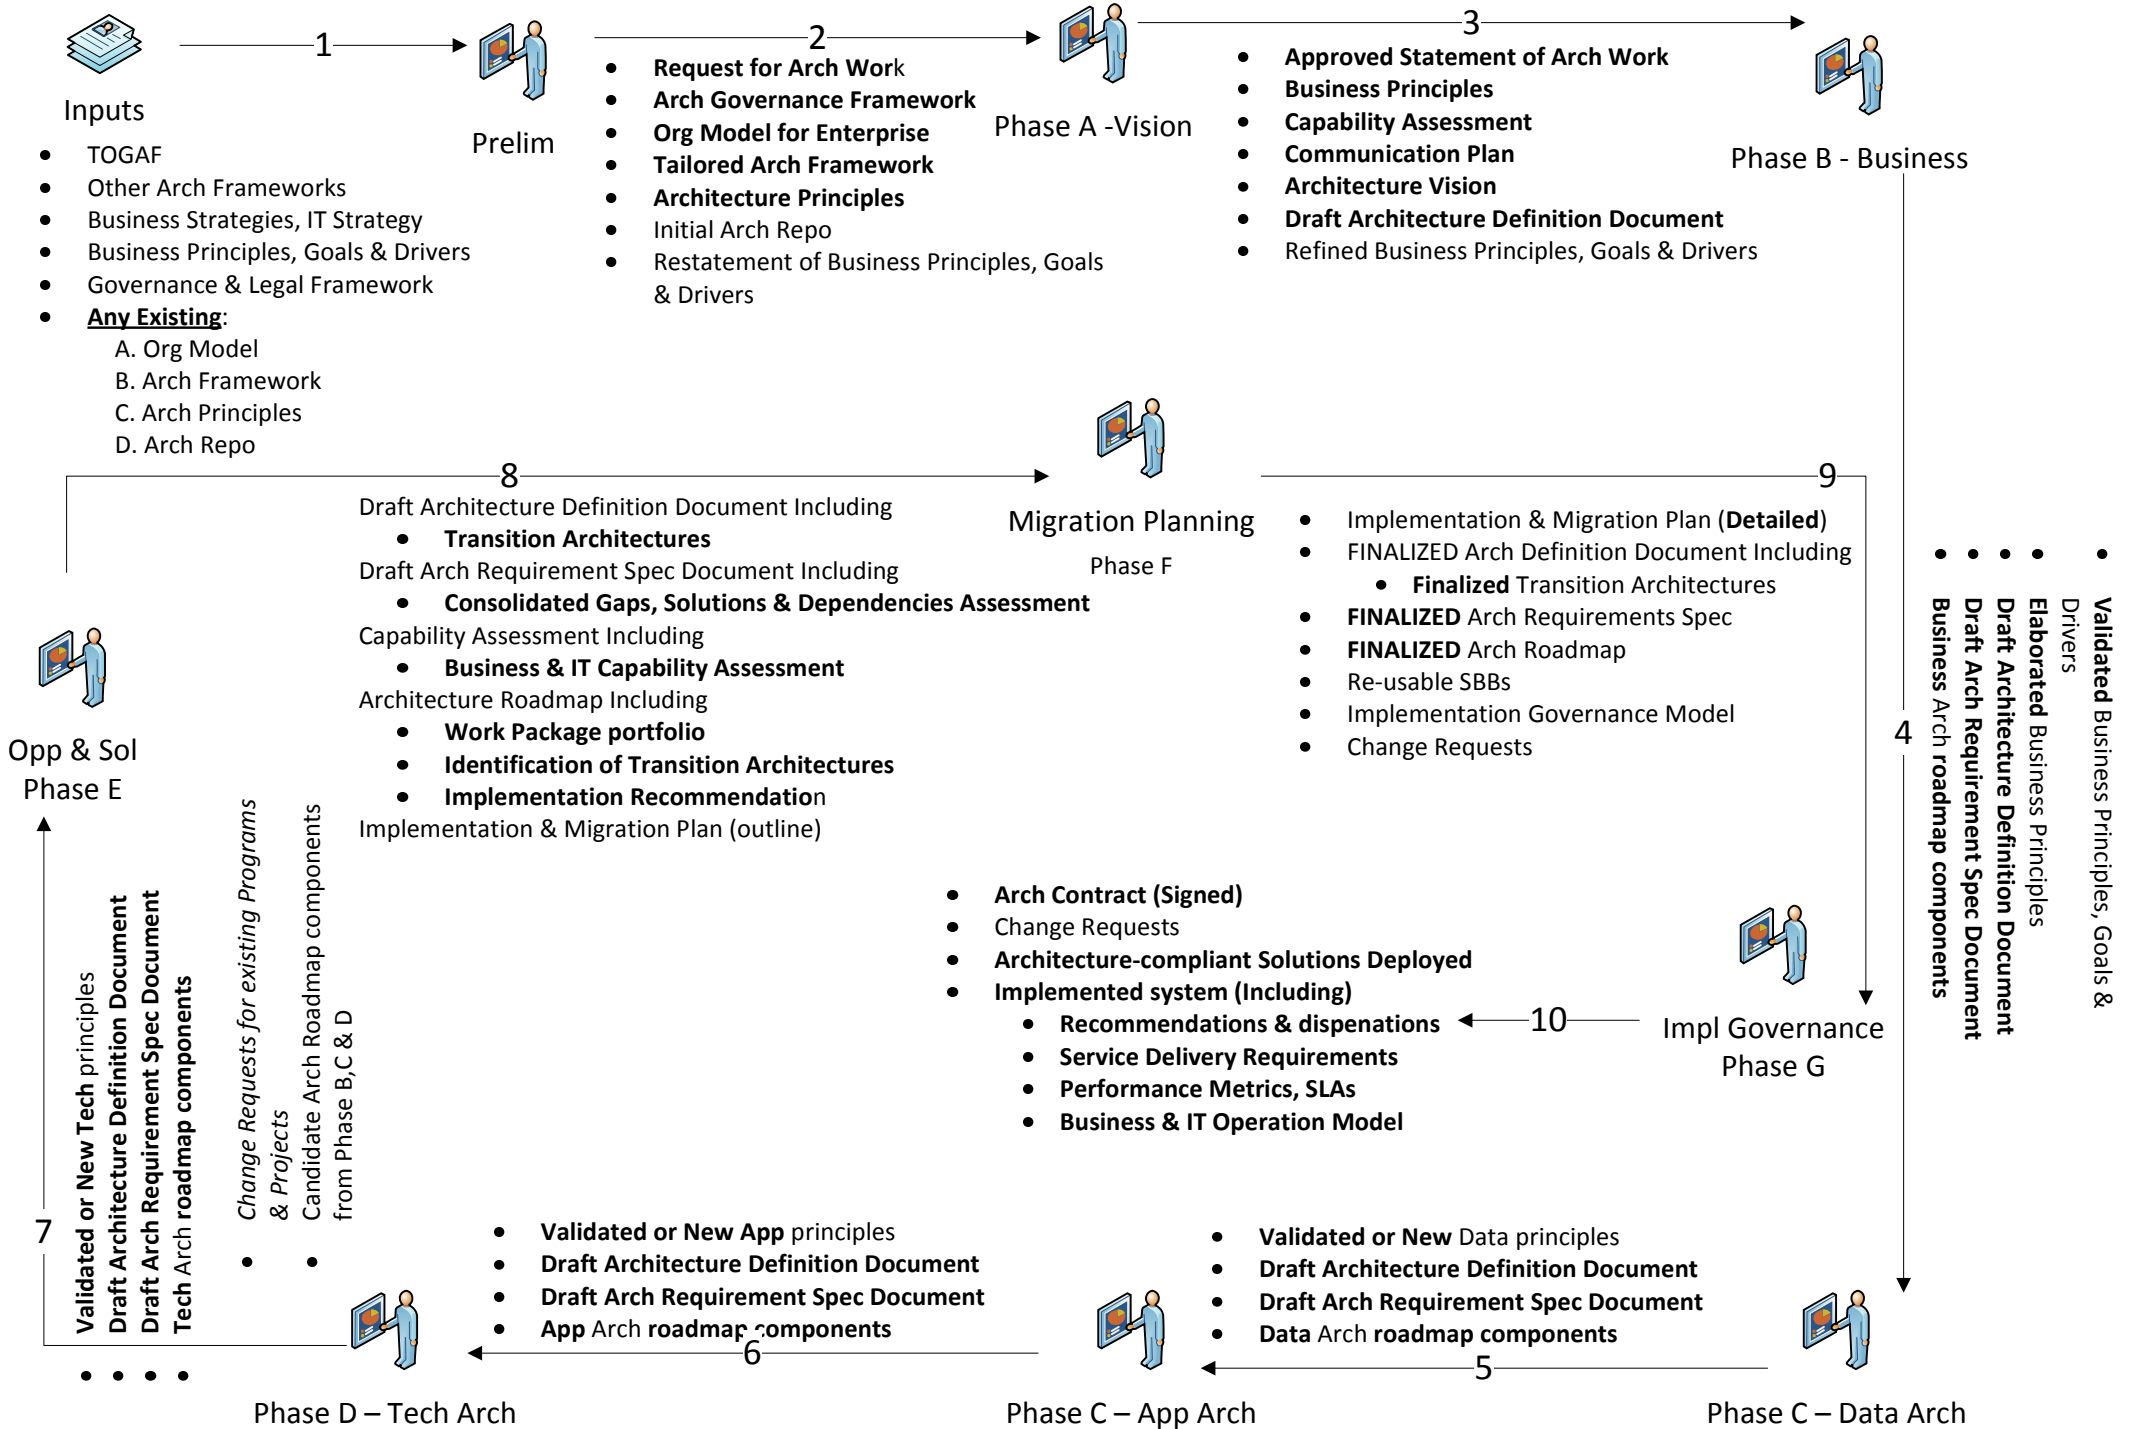 1
Inputs
• TOGAF
• Other Arch Frameworks
• Business Strategies, IT Strategy
• Business Principles, Goals & Drivers
• Governance & Legal Framework
• Any Existing:
A. Org Model
B. Arch Framework
C. Arch Principles
D. Arch Repo
Prelim
2
• Request for Arch Work
• Arch Governance Framework
• Org Model for Enterprise
• Tailored Arch Framework
• Architecture Principles
• Initial Arch Repo
• Restatement of Business Principles, Goals
& Drivers
Phase A -Vision
3
• Approved Statement of Arch Work
• Business Principles
• Capability Assessment
• Communication Plan
• Architecture Vision
• Draft Architecture Definition Document
• Refined Business Principles, Goals & Drivers
Phase B - Business
4
• Validated Business Principles, Goals &
Drivers
• Elaborated Business Principles
• Draft Architecture Definition Document
• Draft Arch Requirement Spec Document
• Business Arch roadmap components
Phase C – Data Arch
5
• Validated or New Data principles
• Draft Architecture Definition Document
• Draft Arch Requirement Spec Document
• Data Arch roadmap components
Phase C – App Arch
6
• Validated or New App principles
• Draft Architecture Definition Document
• Draft Arch Requirement Spec Document
• App Arch roadmap components
Phase D – Tech Arch
7
• Validated or New Tech principles
• Draft Architecture Definition Document
• Draft Arch Requirement Spec Document
• Tech Arch roadmap components
• Change Requests for existing Programs
& Projects
• Candidate Arch Roadmap components
from Phase B,C & D
Opp & Sol
Phase E
8
Draft Architecture Definition Document Including
• Transition Architectures
Draft Arch Requirement Spec Document Including
• Consolidated Gaps, Solutions & Dependencies Assessment
Capability Assessment Including
• Business & IT Capability Assessment
Architecture Roadmap Including
• Work Package portfolio
• Identification of Transition Architectures
• Implementation Recommendation
Implementation & Migration Plan (outline)
Migration Planning
Phase F
9
• Implementation & Migration Plan (Detailed)
• FINALIZED Arch Definition Document Including
• Finalized Transition Architectures
• FINALIZED Arch Requirements Spec
• FINALIZED Arch Roadmap
• Re-usable SBBs
• Implementation Governance Model
• Change Requests
Impl Governance
Phase G
10
• Arch Contract (Signed)
• Change Requests
• Architecture-compliant Solutions Deployed
• Implemented system (Including)
• Recommendations & dispenations
• Service Delivery Requirements
• Performance Metrics, SLAs
• Business & IT Operation Model